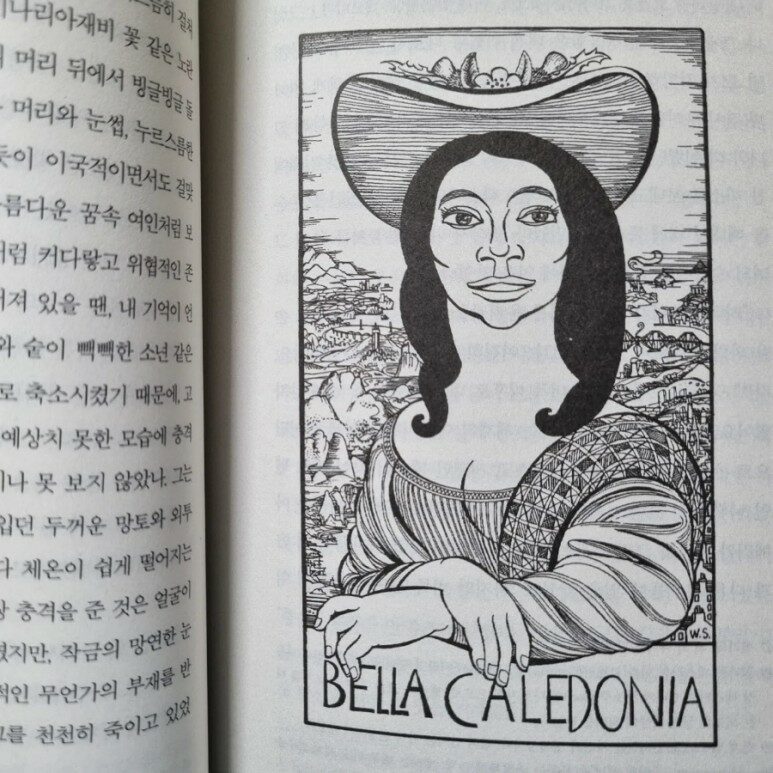 나리아재비 꽃 같은 노란
머리 뒤에서 빙글빙글 돌
머리와 눈썹, 누르스름한
이 이국적이면서도 걸맞
름다운 꿈속 여인처럼 보
처럼 커다랗고 위협적인 존
져 있을 땐, 내 기억이 언
와 숱이 빽빽한 소년 같은
로 축소시켰기 때문에, 고
예상치 못한 모습에 충격
나 못 보지 않았나. 그는
입던 두꺼운 망토와 외투
다 체온이 쉽게 떨어지는
상 충격을 준 것은 얼굴이
졌지만, 작금의 망연한 눈
적인 무언가의 부재를 반
를 천천히 죽이고 있었
W.S.
BELLA CALEDONIA